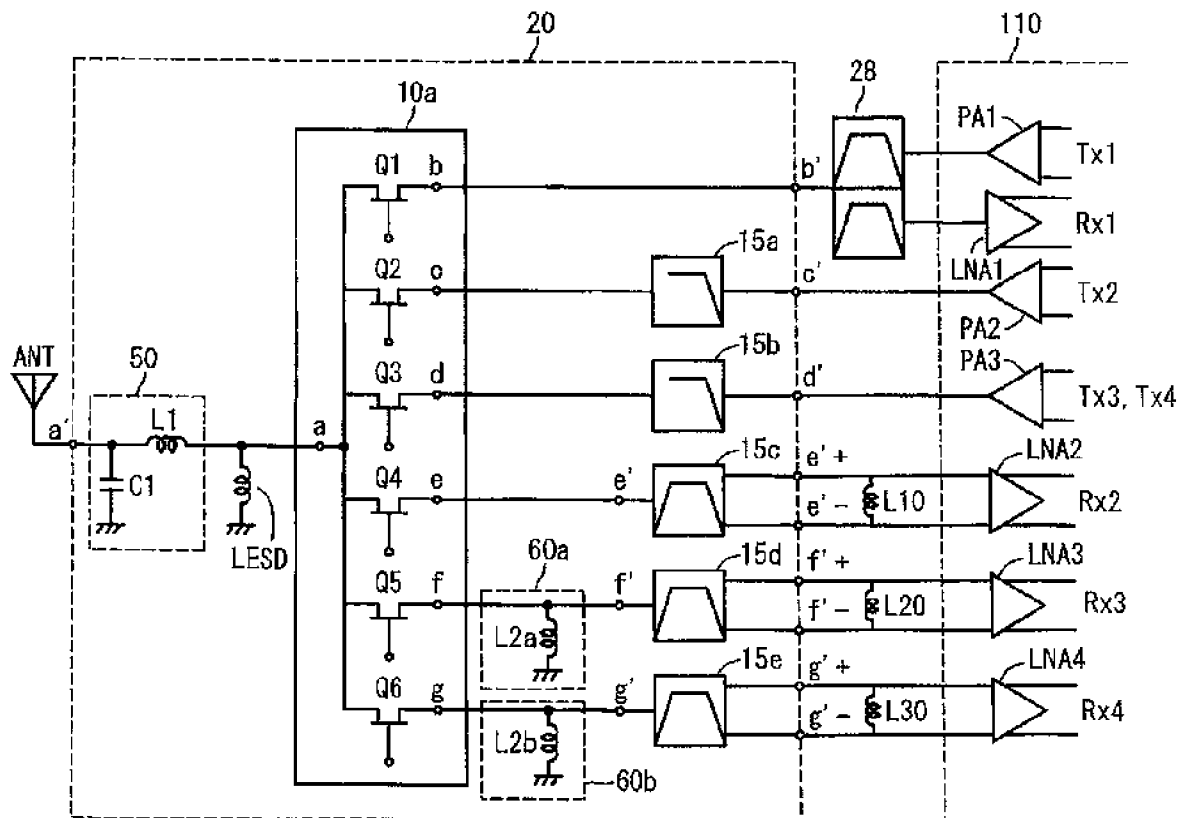 20
110
10a
28
PA1
Q1
b
b'
Tx1
Rx1
15a
LNA1
Q2
c
c'
Tx2
PA2
ANT
50
15b
PA3
Q3
d
d'
Tx3, Tx4
L1
a'
a
15c
e' +
LNA2
C1
Q4
e
e'
e' −
L10
Rx2
LESD
60a
15d
f' +
LNA3
Q5
f
f'
f' −
L20
Rx3
L2a
15e
g' +
LNA4
Q6
g
g'
g' −
L30
Rx4
L2b
60b